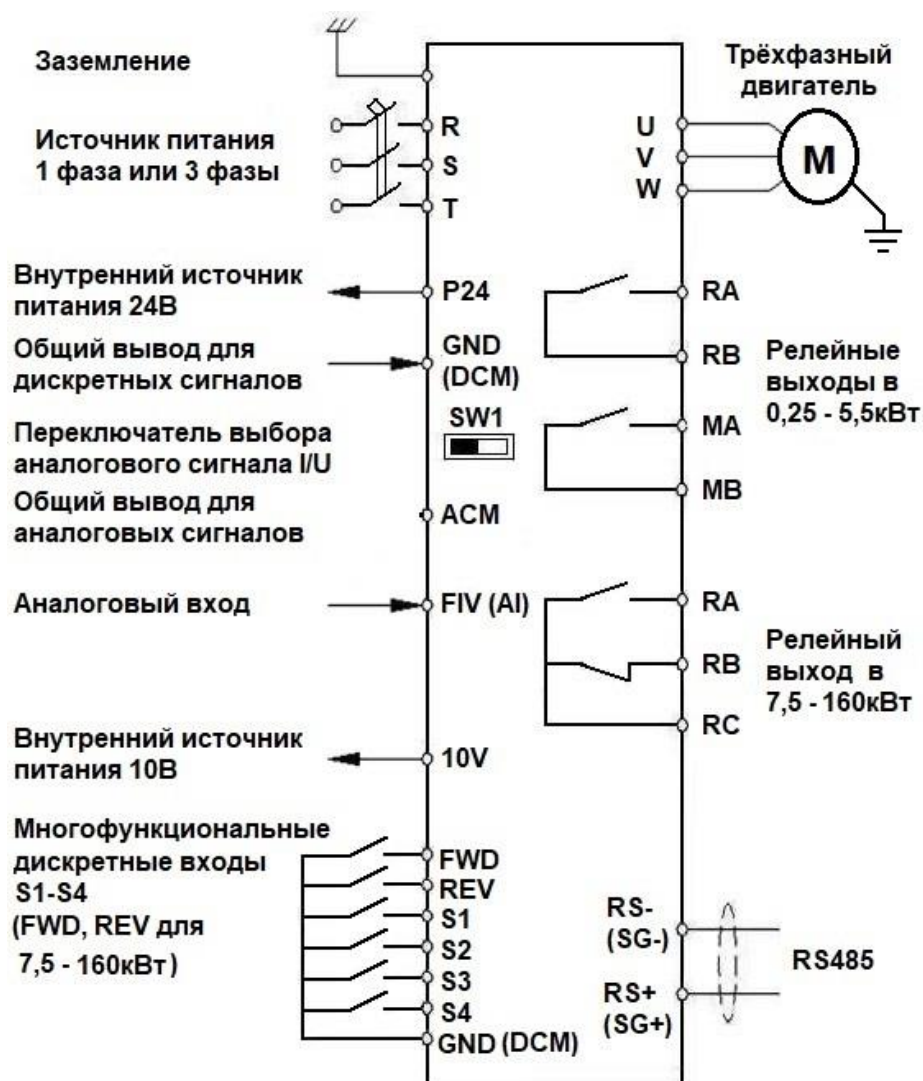 Заземление
Источник питания
1 фаза или 3 фазы
R
S
T
Трёхфазный
двигатель
U
V
W
M
Внутренний источник
питания 24В
P24
Общий вывод для
дискретных сигналов
GND
(DCM)
Переключатель выбора
аналогового сигнала I/U
SW1
Общий вывод для
аналоговых сигналов
ACM
RA
RB
MA
MB
Релейные
выходы в
0,25 - 5,5кВт
Аналоговый вход
FIV (AI)
RA
RB
RC
Релейный
выход в
7,5 - 160кВт
Внутренний источник
питания 10В
10V
Многофункциональные
дискретные входы
S1-S4
(FWD, REV для
7,5 - 160кВт)
FWD
REV
S1
S2
S3
S4
GND (DCM)
RS-
(SG-)
RS+
(SG+)
RS485